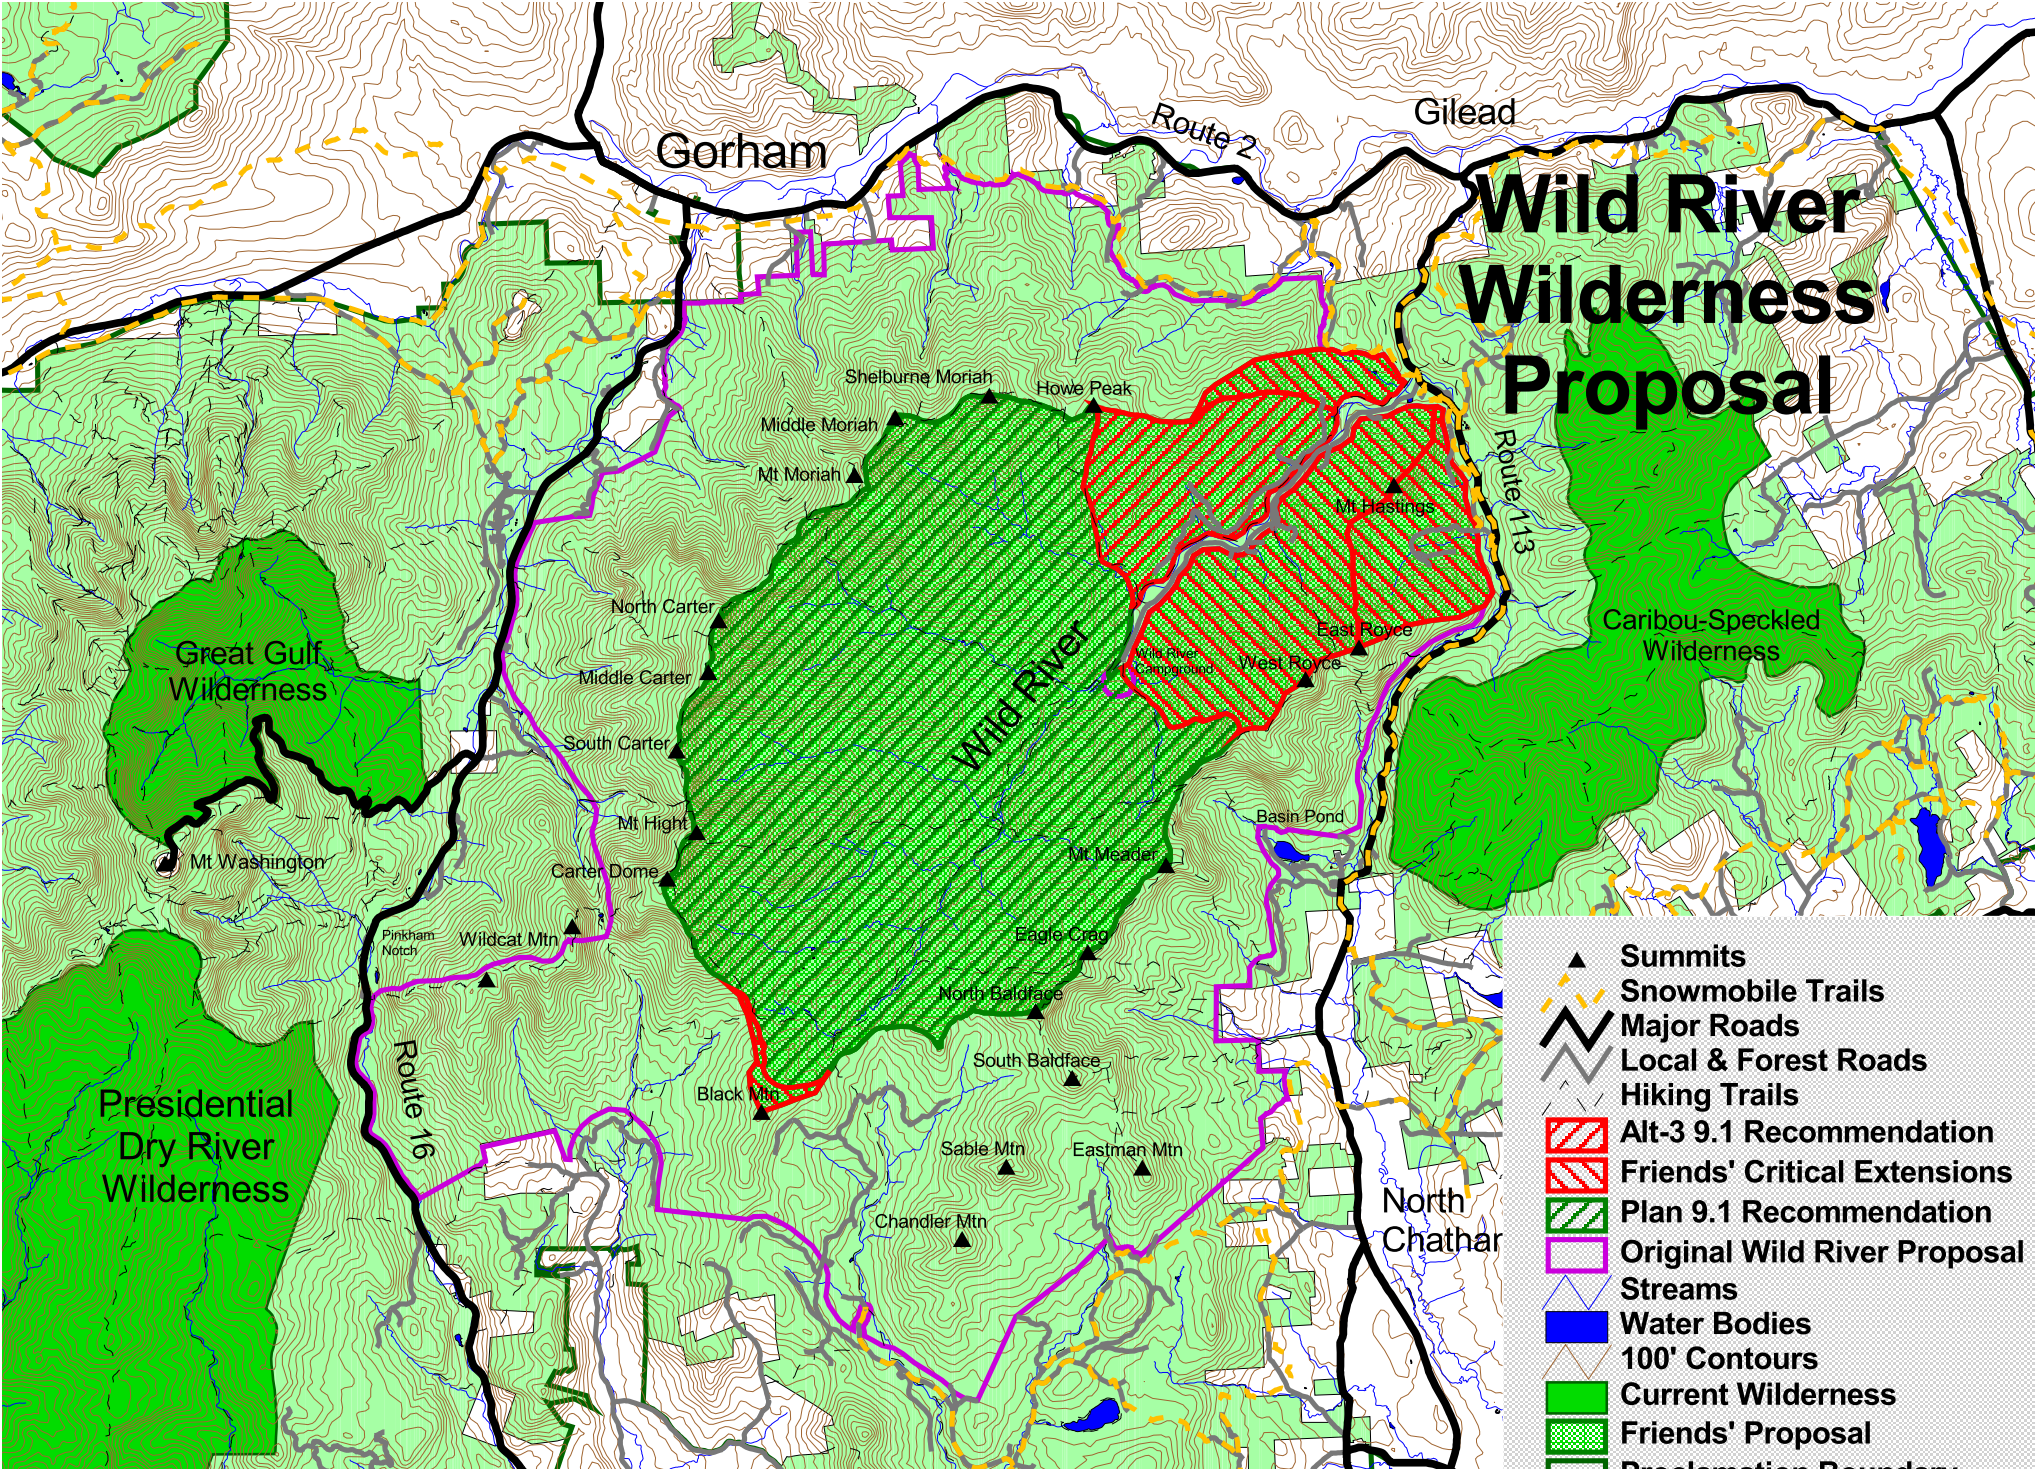 Gorham
Route 2
Gilead
Wild River
Wilderness
Proposal
Shelburne Moriah
Howe Peak
Middle Moriah
Mt Moriah
Route 113
Mt Hastings
North Carter
Caribou-Speckled
Wilderness
East Royce
Great Gulf
Wilderness
Middle Carter
Wild River
Wild River
Campground
West Royce
South Carter
Mt Hight
Basin Pond
Mt Washington
Carter Dome
Mt Meader
Pinkham
Notch
Wildcat Mtn
Eagle Crag
North Baldface
South Baldface
Route 16
Black Mtn
Presidential
Dry River
Wilderness
Sable Mtn
Eastman Mtn
Chandler Mtn
North
Chathar
Summits
Snowmobile Trails
Major Roads
Local & Forest Roads
Hiking Trails
Alt-3 9.1 Recommendation
Friends' Critical Extensions
Plan 9.1 Recommendation
Original Wild River Proposal
Streams
Water Bodies
100' Contours
Current Wilderness
Friends' Proposal
Proclamation Boundary